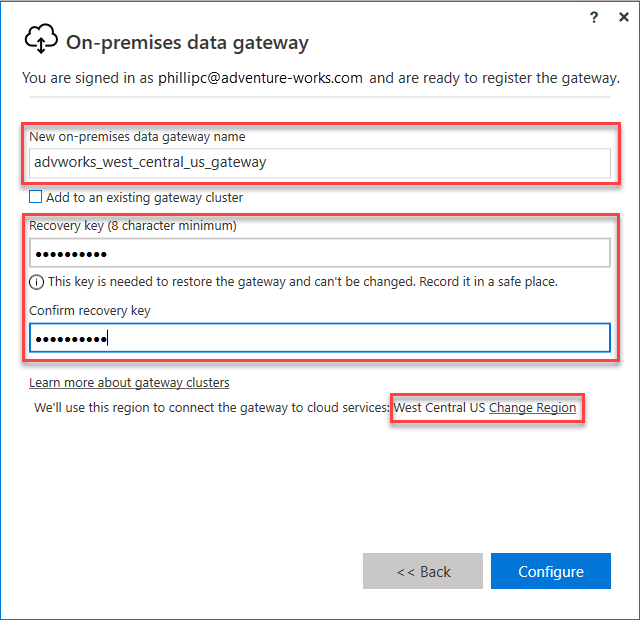 ? ×
On-premises data gateway
You are signed in as phillipc@adventure-works.com and are ready to register the gateway.
New on-premises data gateway name
advworks_west_central_us_gateway
Add to an existing gateway cluster
Recovery key (8 character minimum)
●●●●●●●●●●
This key is needed to restore the gateway and can't be changed. Record it in a safe place.
Confirm recovery key
●●●●●●●●●●
Learn more about gateway clusters
We'll use this region to connect the gateway to cloud services: West Central US Change Region
<< Back Configure